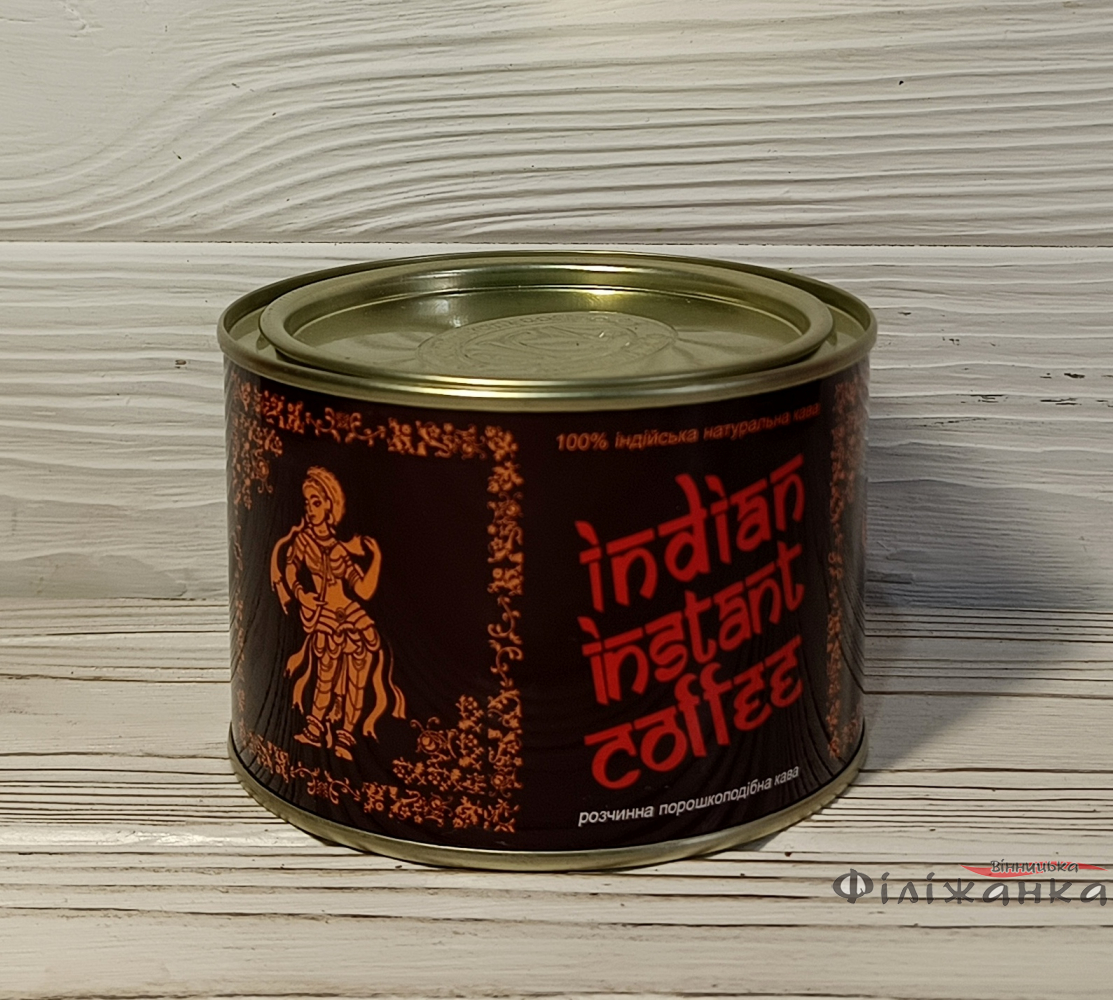 100% індійська натуральна кава
indian
instant
coffee
розчинна порошкоподібна кава
Вінницька
Філіжанка